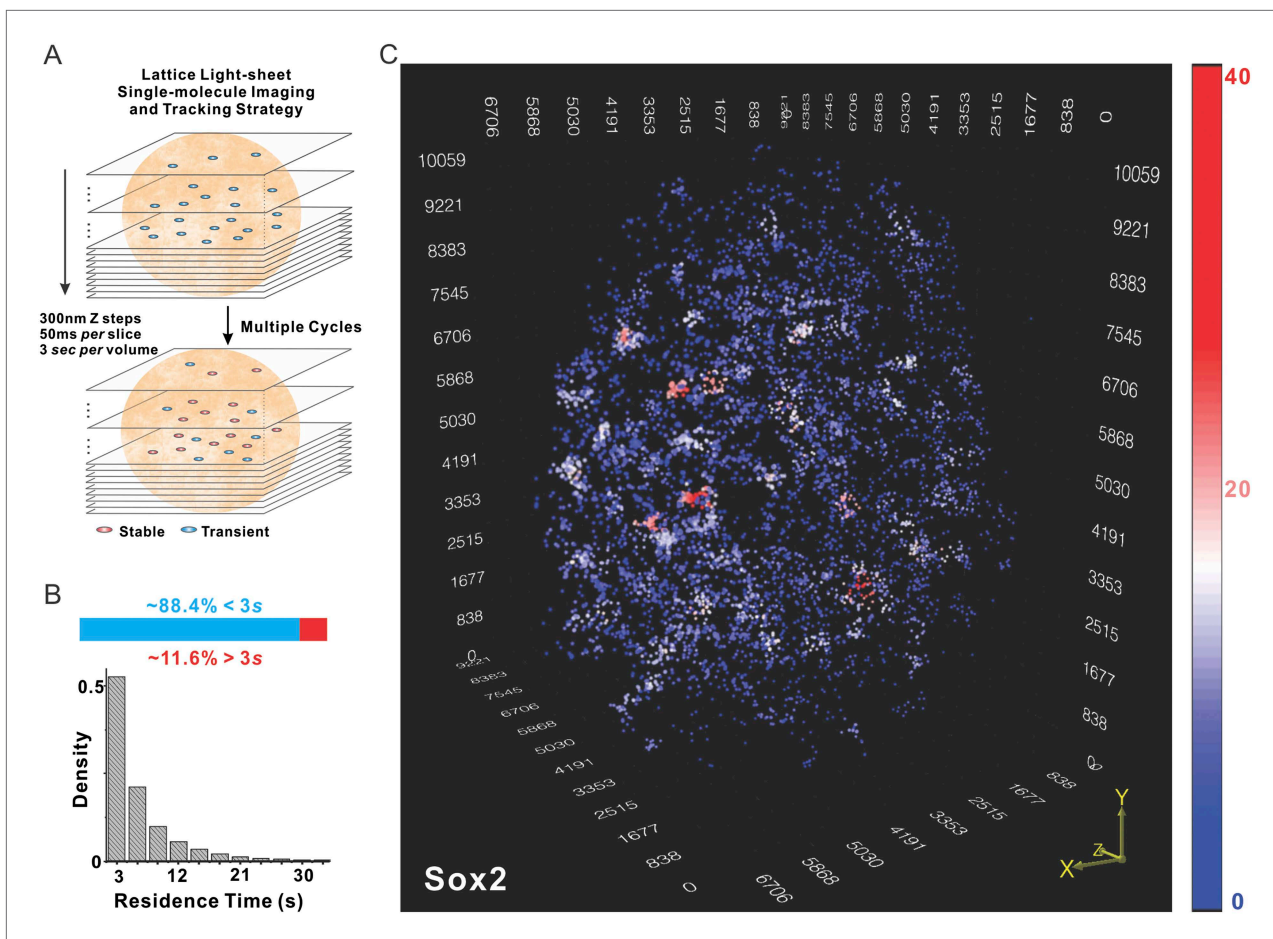 A
Lattice Light-sheet
Single-molecule Imaging
and Tracking Strategy
300nm Z steps
50ms per slice
3 sec per volume
Multiple Cycles
Stable
Transient
B
~88.4% < 3s
~11.6% > 3s
0.5
0
Density
3 12 21 30
Residence Time (s)
C
6706 5868 5030 4191 3353 2515 1677 838 0 9221 8383 7545 6706 5868 5030 4191 3353 2515 1677 838 0
10059
9221
8383
7545
6706
5868
5030
4191
3353
2515
1677
838
0
9221
8383
7545
6706
5868
5030
4191
3353
2515
1677
838
0
10059
9221
8383
7545
6706
5868
5030
4191
3353
2515
1677
838
0
0
838
1677
2515
3353
4191
5030
5868
6706
Sox2
Y
Z
X
40
20
0